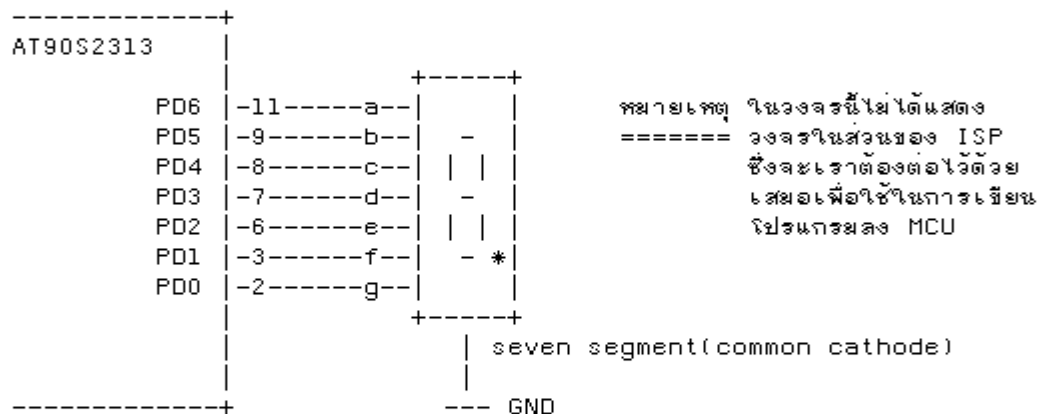 AT90S2313
PD6 -11------a-- หมายเหตุ ในวงจรนี้ไม่ได้แสดง
PD5 -9-------b-- - ======= วงจรในส่วนของ ISP
PD4 -8-------c-- | | ซึ่งจะเราต้องต่อไว้ด้วย
PD3 -7-------d-- - เสมอเพื่อใช้ในการเขียน
PD2 -6-------e-- | | โปรแกรมลง MCU
PD1 -3-------f-- - *
PD0 -2-------g--
seven segment(common cathode)
--- GND